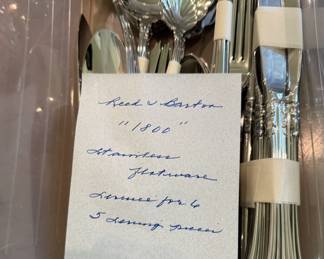 Reed & Barton
"1800"
Stainless
flatware
Service for 6
5 serving pieces